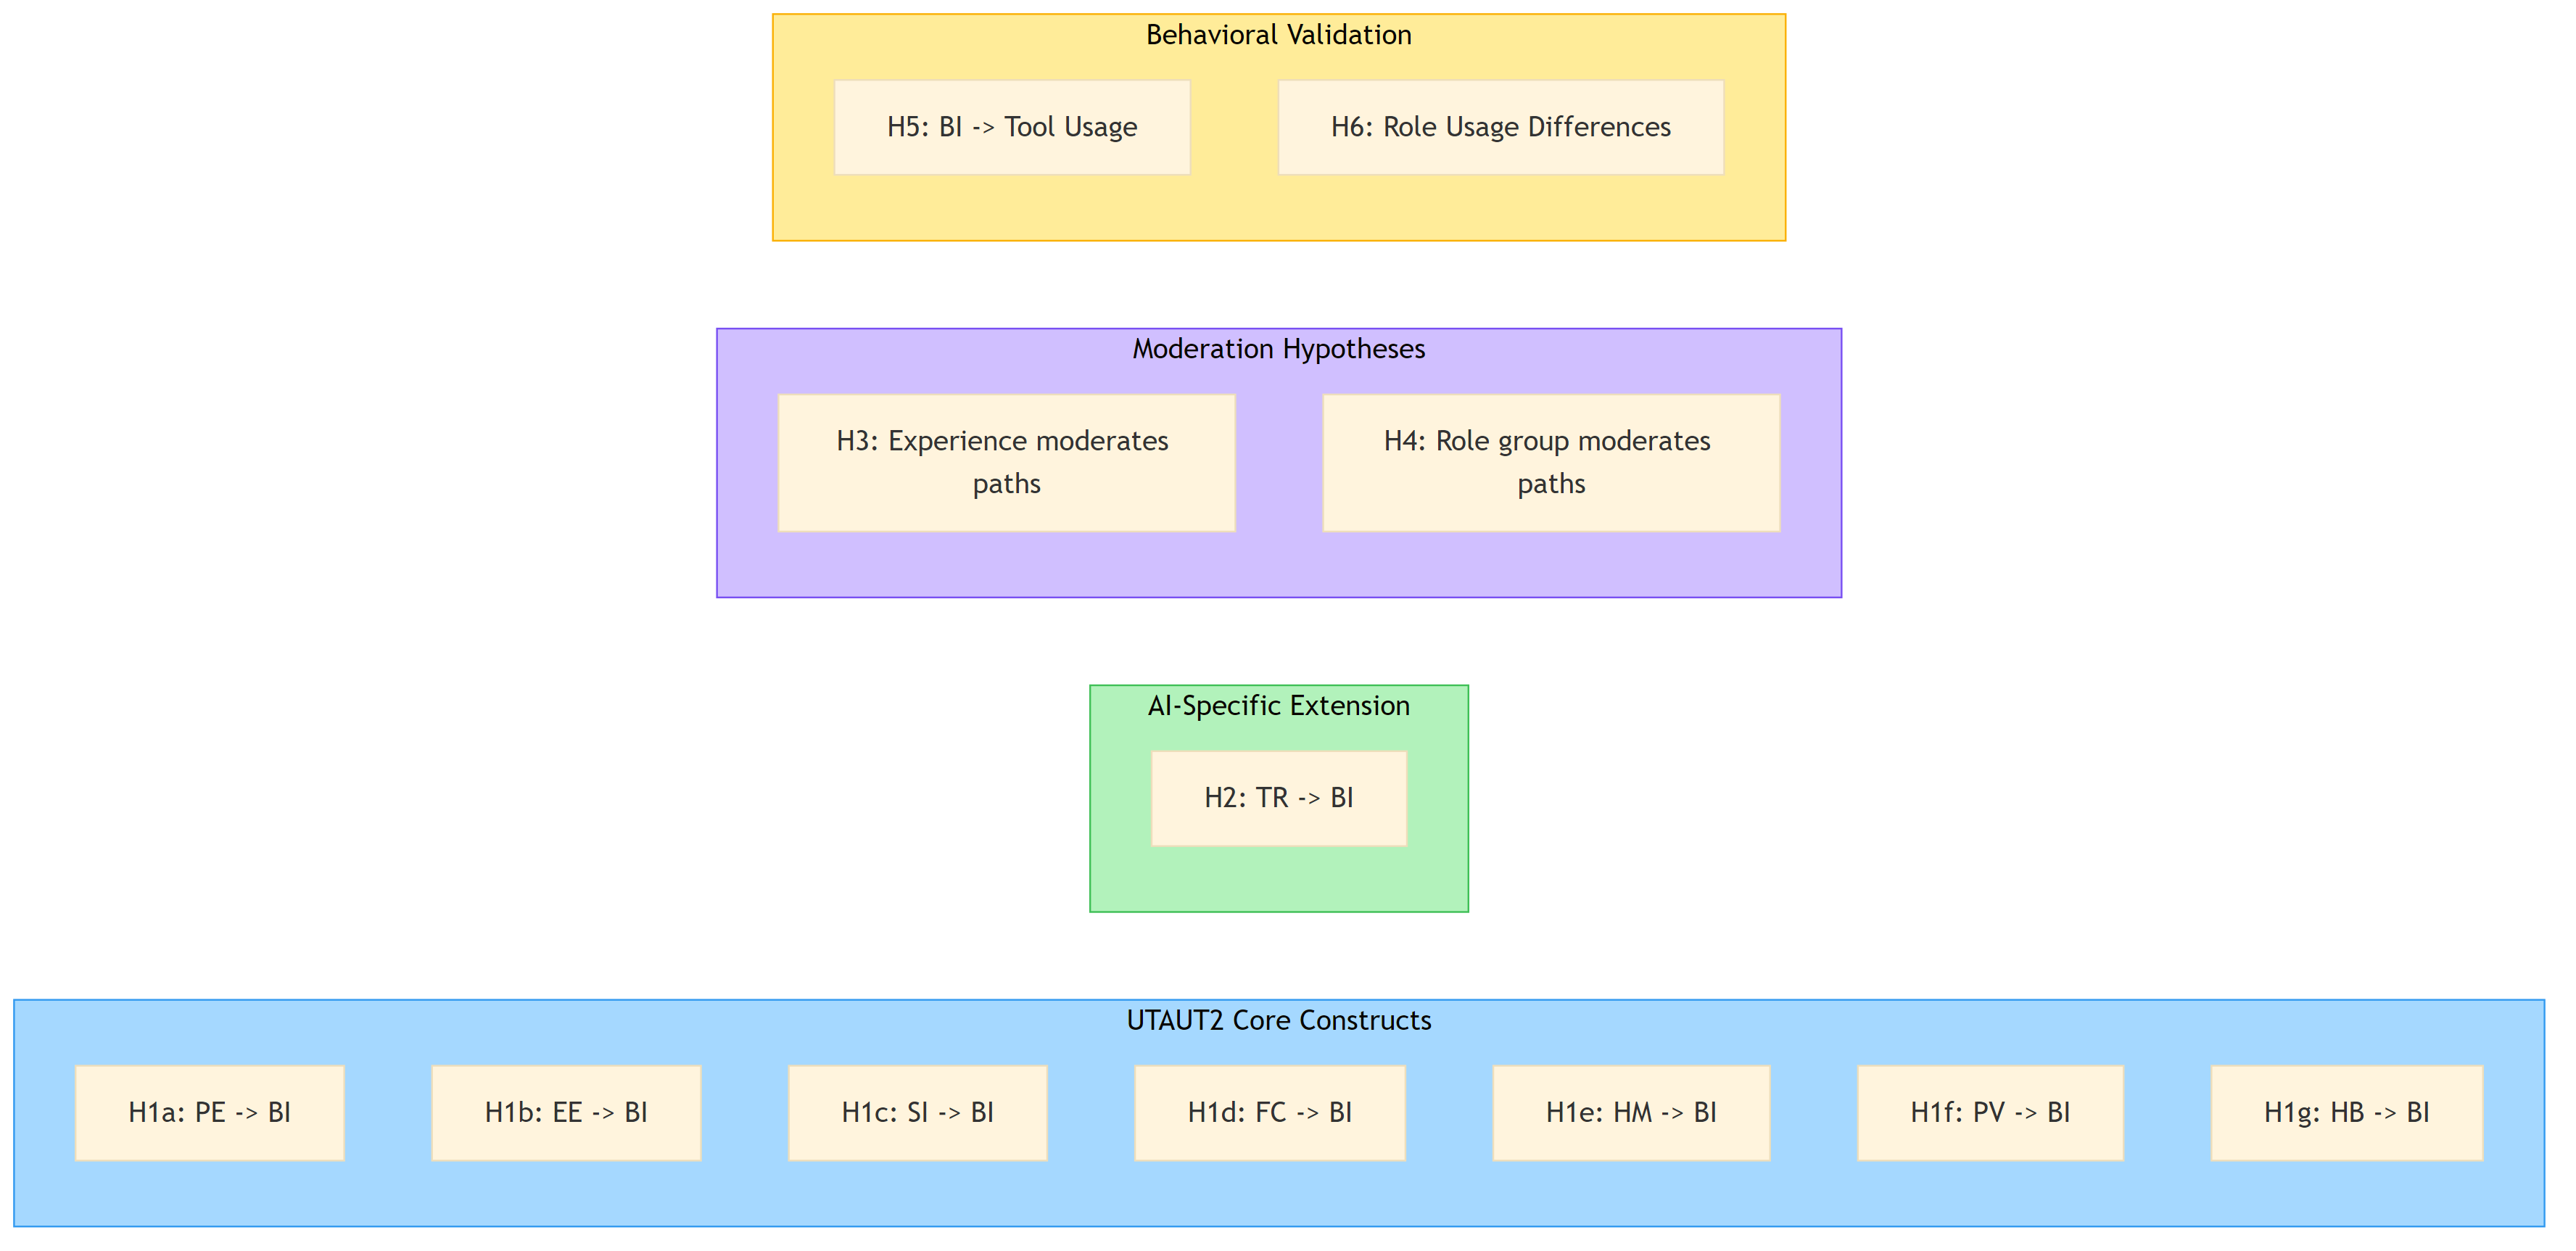 Behavioral Validation
H5: BI -> Tool Usage
H6: Role Usage Differences
Moderation Hypotheses
H3: Experience moderates
paths
H4: Role group moderates
paths
AI-Specific Extension
H2: TR -> BI
UTAUT2 Core Constructs
H1a: PE -> BI
H1b: EE -> BI
H1c: SI -> BI
H1d: FC -> BI
H1e: HM -> BI
H1f: PV -> BI
H1g: HB -> BI